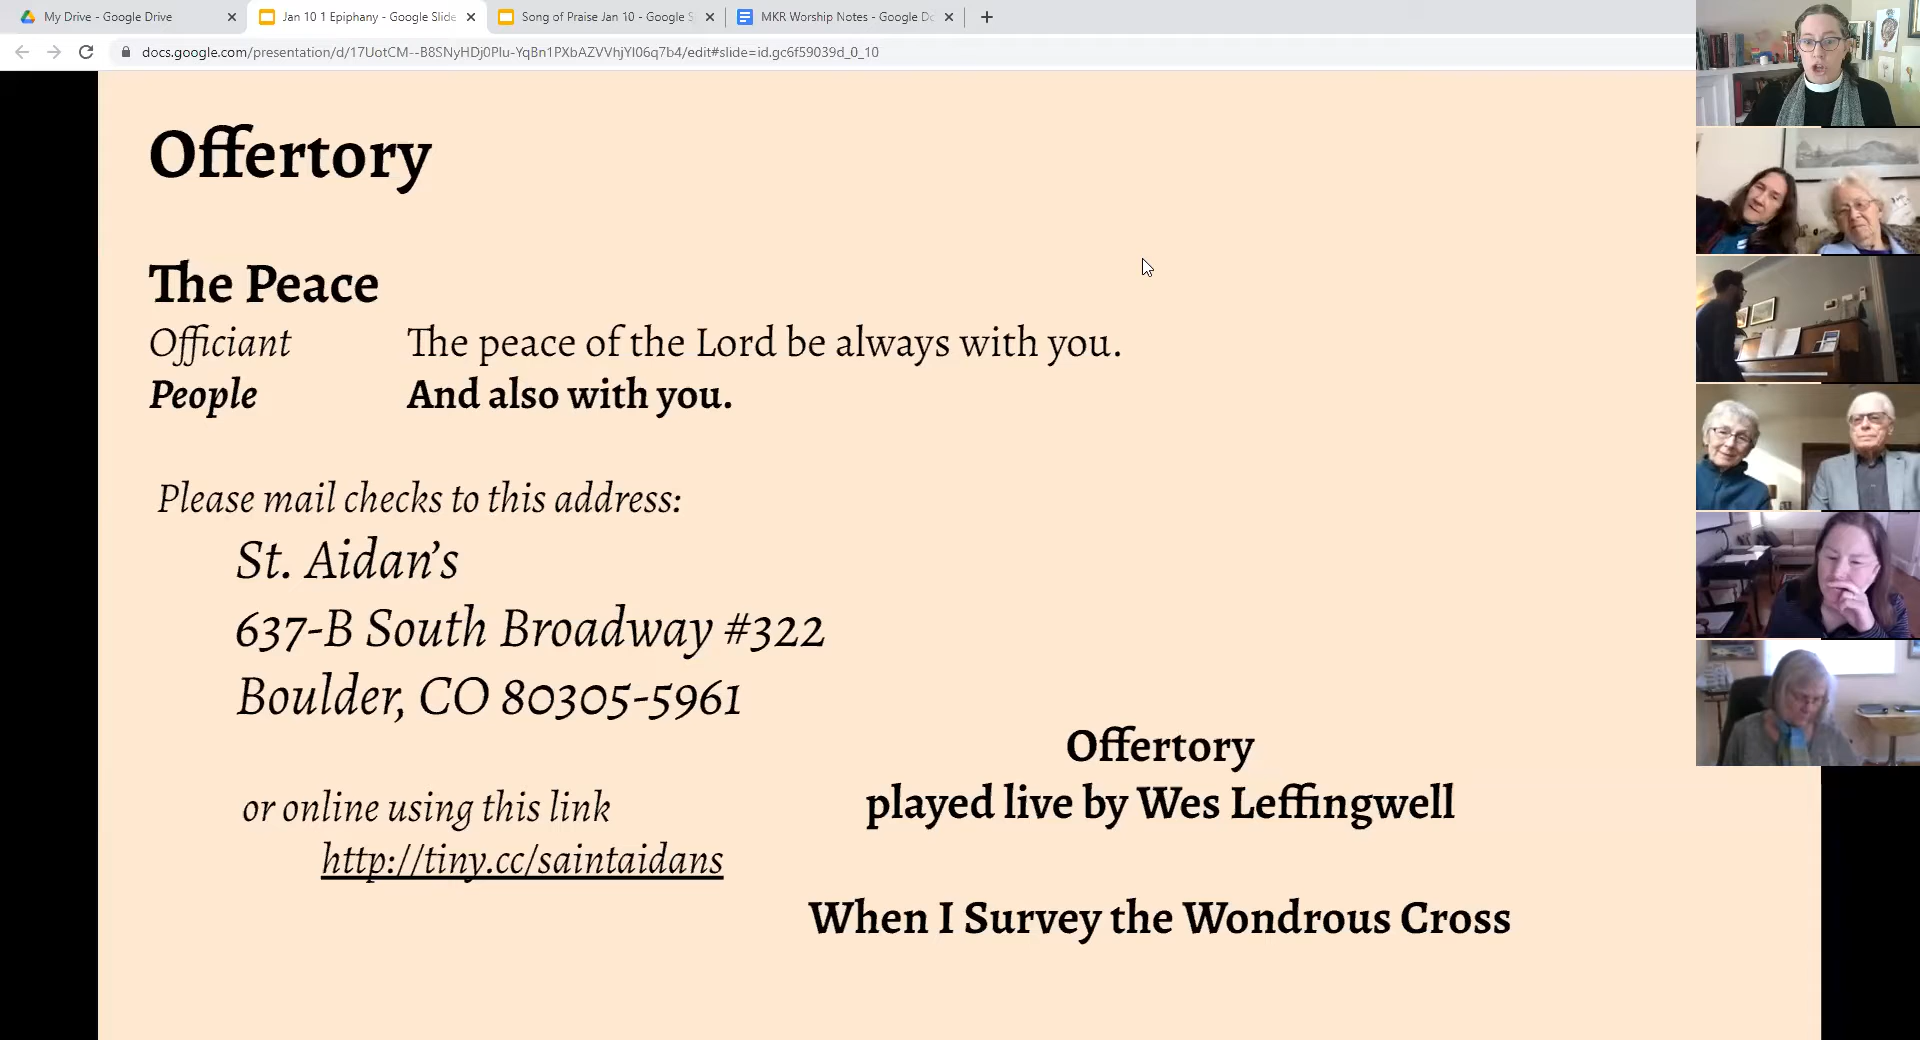 My Drive - Google Drive
Jan 10 1 Epiphany - Google Slide
Song of Praise Jan 10 - Google S
MKR Worship Notes - Google Do
docs.google.com/presentation/d/17UotCM--B8SNyHDj0Plu-YqBn1PXbAZVVhjYl06q7b4/edit#slide=id.gc6f59039d_0_10
Offertory
The Peace
Officiant The peace of the Lord be always with you.
People And also with you.
Please mail checks to this address:
St. Aidan's
637-B South Broadway #322
Boulder, CO 80305-5961
or online using this link
http://tiny.cc/saintaidans
Offertory
played live by Wes Leffingwell
When I Survey the Wondrous Cross